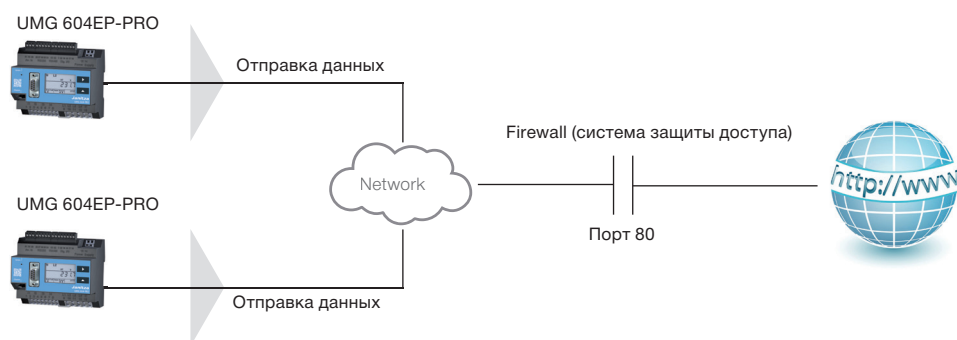 UMG 604EP-PRO
Отправка данных
Firewall (система защиты доступа)
Network
http://www
UMG 604EP-PRO
Порт 80
Отправка данных